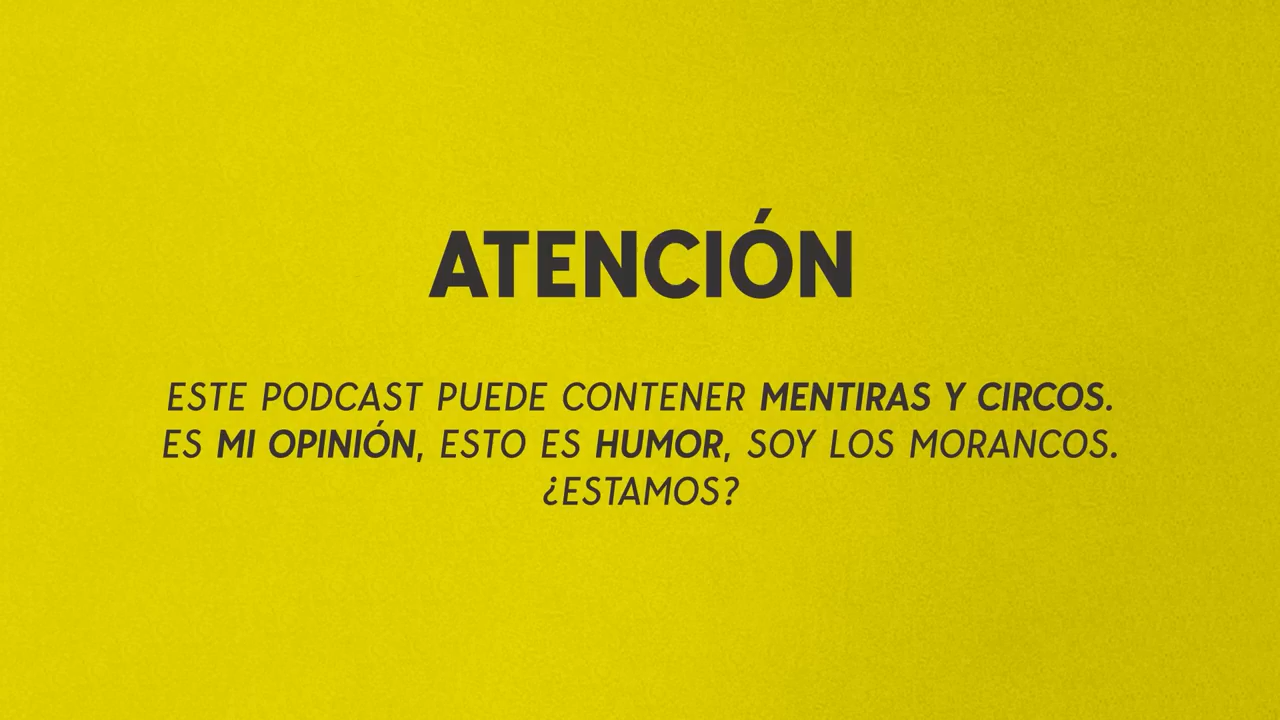 ATENCIÓN
ESTE PODCAST PUEDE CONTENER MENTIRAS Y CIRCOS.
ES MI OPINIÓN, ESTO ES HUMOR, SOY LOS MORANCOS.
¿ESTAMOS?